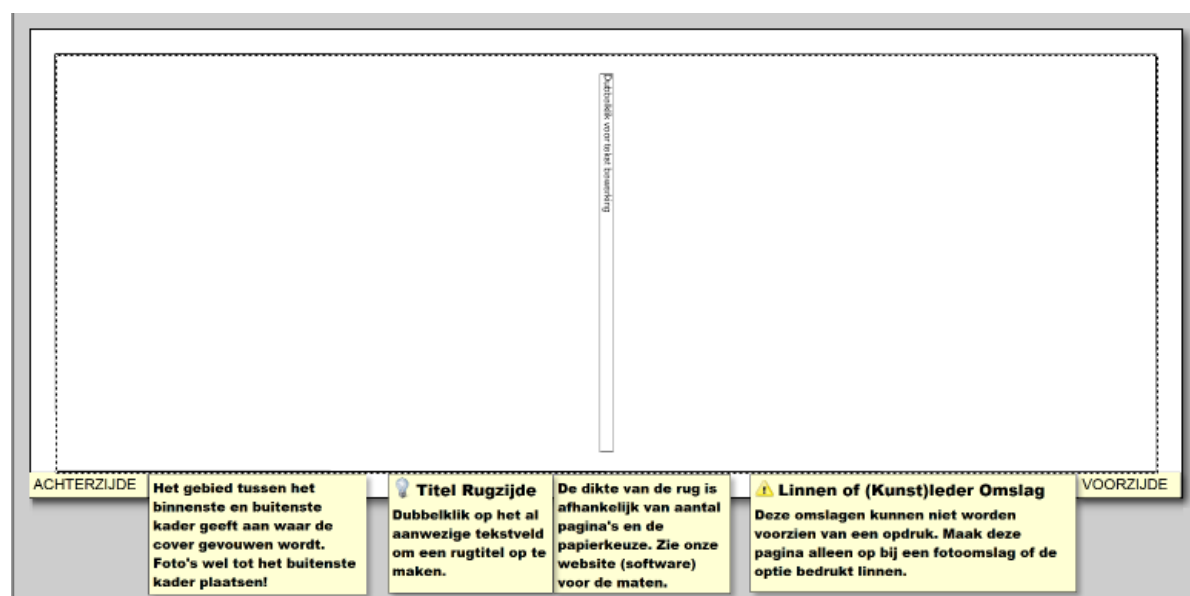 Dubbelklik voor tekst bewerking
ACHTERZIJDE
Het gebied tussen het
binnenste en buitenste
kader geeft aan waar de
cover gevouwen wordt.
Foto's wel tot het buitenste
kader plaatsen!
Titel Rugzijde
Dubbelklik op het al
aanwezige tekstveld
om een rugtitel op te
maken.
De dikte van de rug is
afhankelijk van aantal
pagina's en de
papierkeuze. Zie onze
website (software)
voor de maten.
Linnen of (Kunst)leder Omslag
Deze omslagen kunnen niet worden
voorzien van een opdruk. Maak deze
pagina alleen op bij een fotoomslag of de
optie bedrukt linnen.
VOORZIJDE